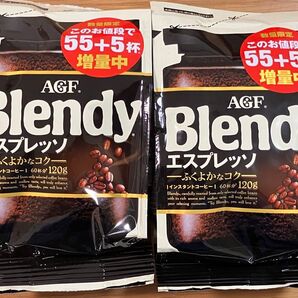 数量限定
このお値段で
55+5杯
増量中
AGF
Blendy
エスプレッソ
ふくよかなコク
インスタントコーヒー 60杯分 120g
数量限定
このお値段で
55+5
増量中
AGF
Blendy
エスプレッソ
ふくよかなコク
インスタントコーヒー 60杯分 120g